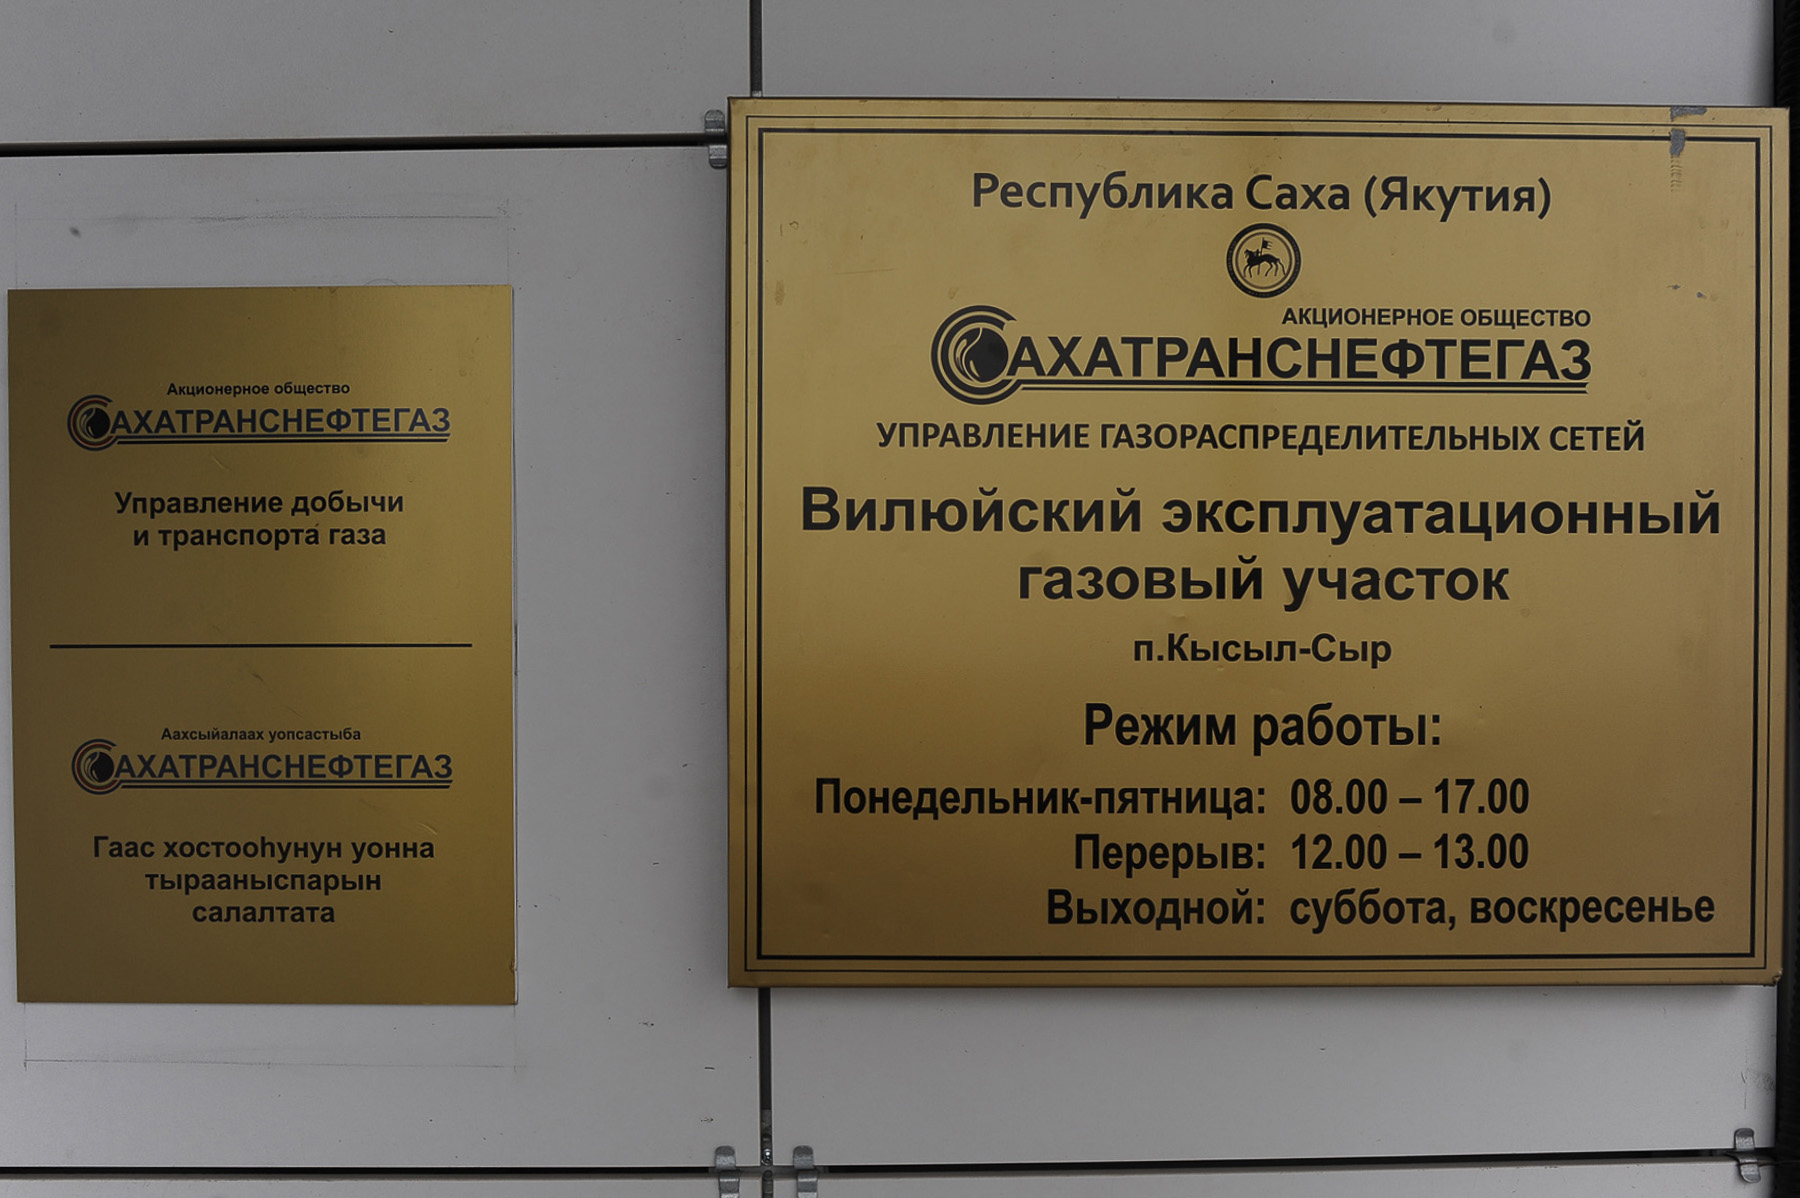 Акционерное общество
САХАТРАНСНЕФТЕГАЗ
Управление добычи
и транспорта газа
Аахсыйалаах уопсастыба
САХАТРАНСНЕФТЕГАЗ
Гаас хостооһунун уонна
тырааныспарын
салалтата
Республика Саха (Якутия)
АКЦИОНЕРНОЕ ОБЩЕСТВО
САХАТРАНСНЕФТЕГАЗ
УПРАВЛЕНИЕ ГАЗОРАСПРЕДЕЛИТЕЛЬНЫХ СЕТЕЙ
Вилюйский эксплуатационный
газовый участок
п.Кысыл-Сыр
Режим работы:
Понедельник-пятница: 08.00 – 17.00
Перерыв: 12.00 – 13.00
Выходной: суббота, воскресенье